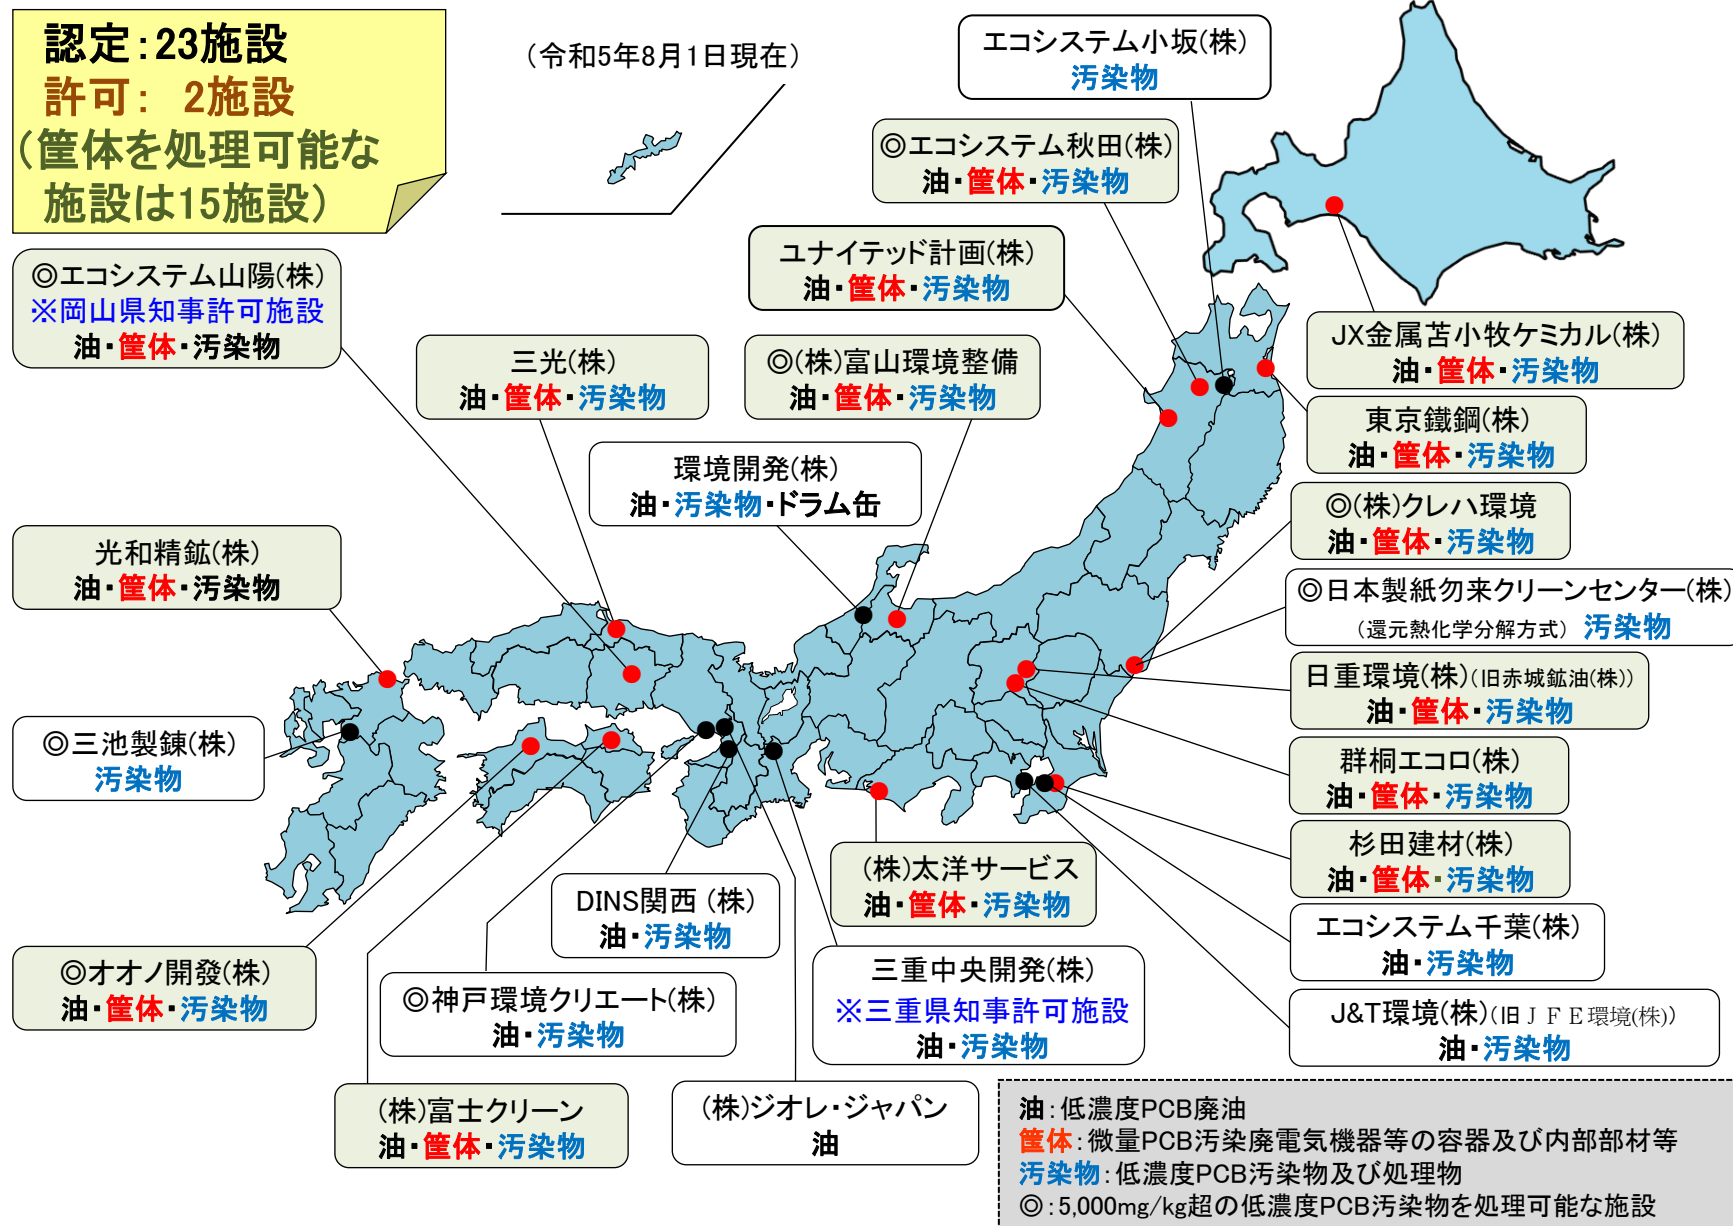 認定：23施設
許可： 2施設
（筐体を処理可能な
施設は15施設）
（令和5年8月1日現在）
エコシステム小坂(株)
汚染物
◎エコシステム秋田(株)
油・筐体・汚染物
ユナイテッド計画(株)
油・筐体・汚染物
◎エコシステム山陽(株)
※岡山県知事許可施設
油・筐体・汚染物
三光(株)
油・筐体・汚染物
◎(株)富山環境整備
油・筐体・汚染物
JX金属苫小牧ケミカル(株)
油・筐体・汚染物
東京鐵鋼(株)
油・筐体・汚染物
環境開発(株)
油・汚染物・ドラム缶
◎(株)クレハ環境
油・筐体・汚染物
光和精鉱(株)
油・筐体・汚染物
◎日本製紙勿来クリーンセンター(株)
（還元熱化学分解方式） 汚染物
日重環境(株)(旧赤城鉱油(株))
油・筐体・汚染物
◎三池製錬(株)
汚染物
群桐エコロ(株)
油・筐体・汚染物
杉田建材(株)
油・筐体・汚染物
(株)太洋サービス
油・筐体・汚染物
DINS関西 (株)
油・汚染物
エコシステム千葉(株)
油・汚染物
◎オオノ開發(株)
油・筐体・汚染物
◎神戸環境クリエート(株)
油・汚染物
三重中央開発(株)
※三重県知事許可施設
油・汚染物
J&T環境(株)(旧ＪＦＥ環境(株))
油・汚染物
(株)富士クリーン
油・筐体・汚染物
(株)ジオレ・ジャパン
油
油：低濃度PCB廃油
筐体：微量PCB汚染廃電気機器等の容器及び内部部材等
汚染物：低濃度PCB汚染物及び処理物
◎：5,000mg/kg超の低濃度PCB汚染物を処理可能な施設